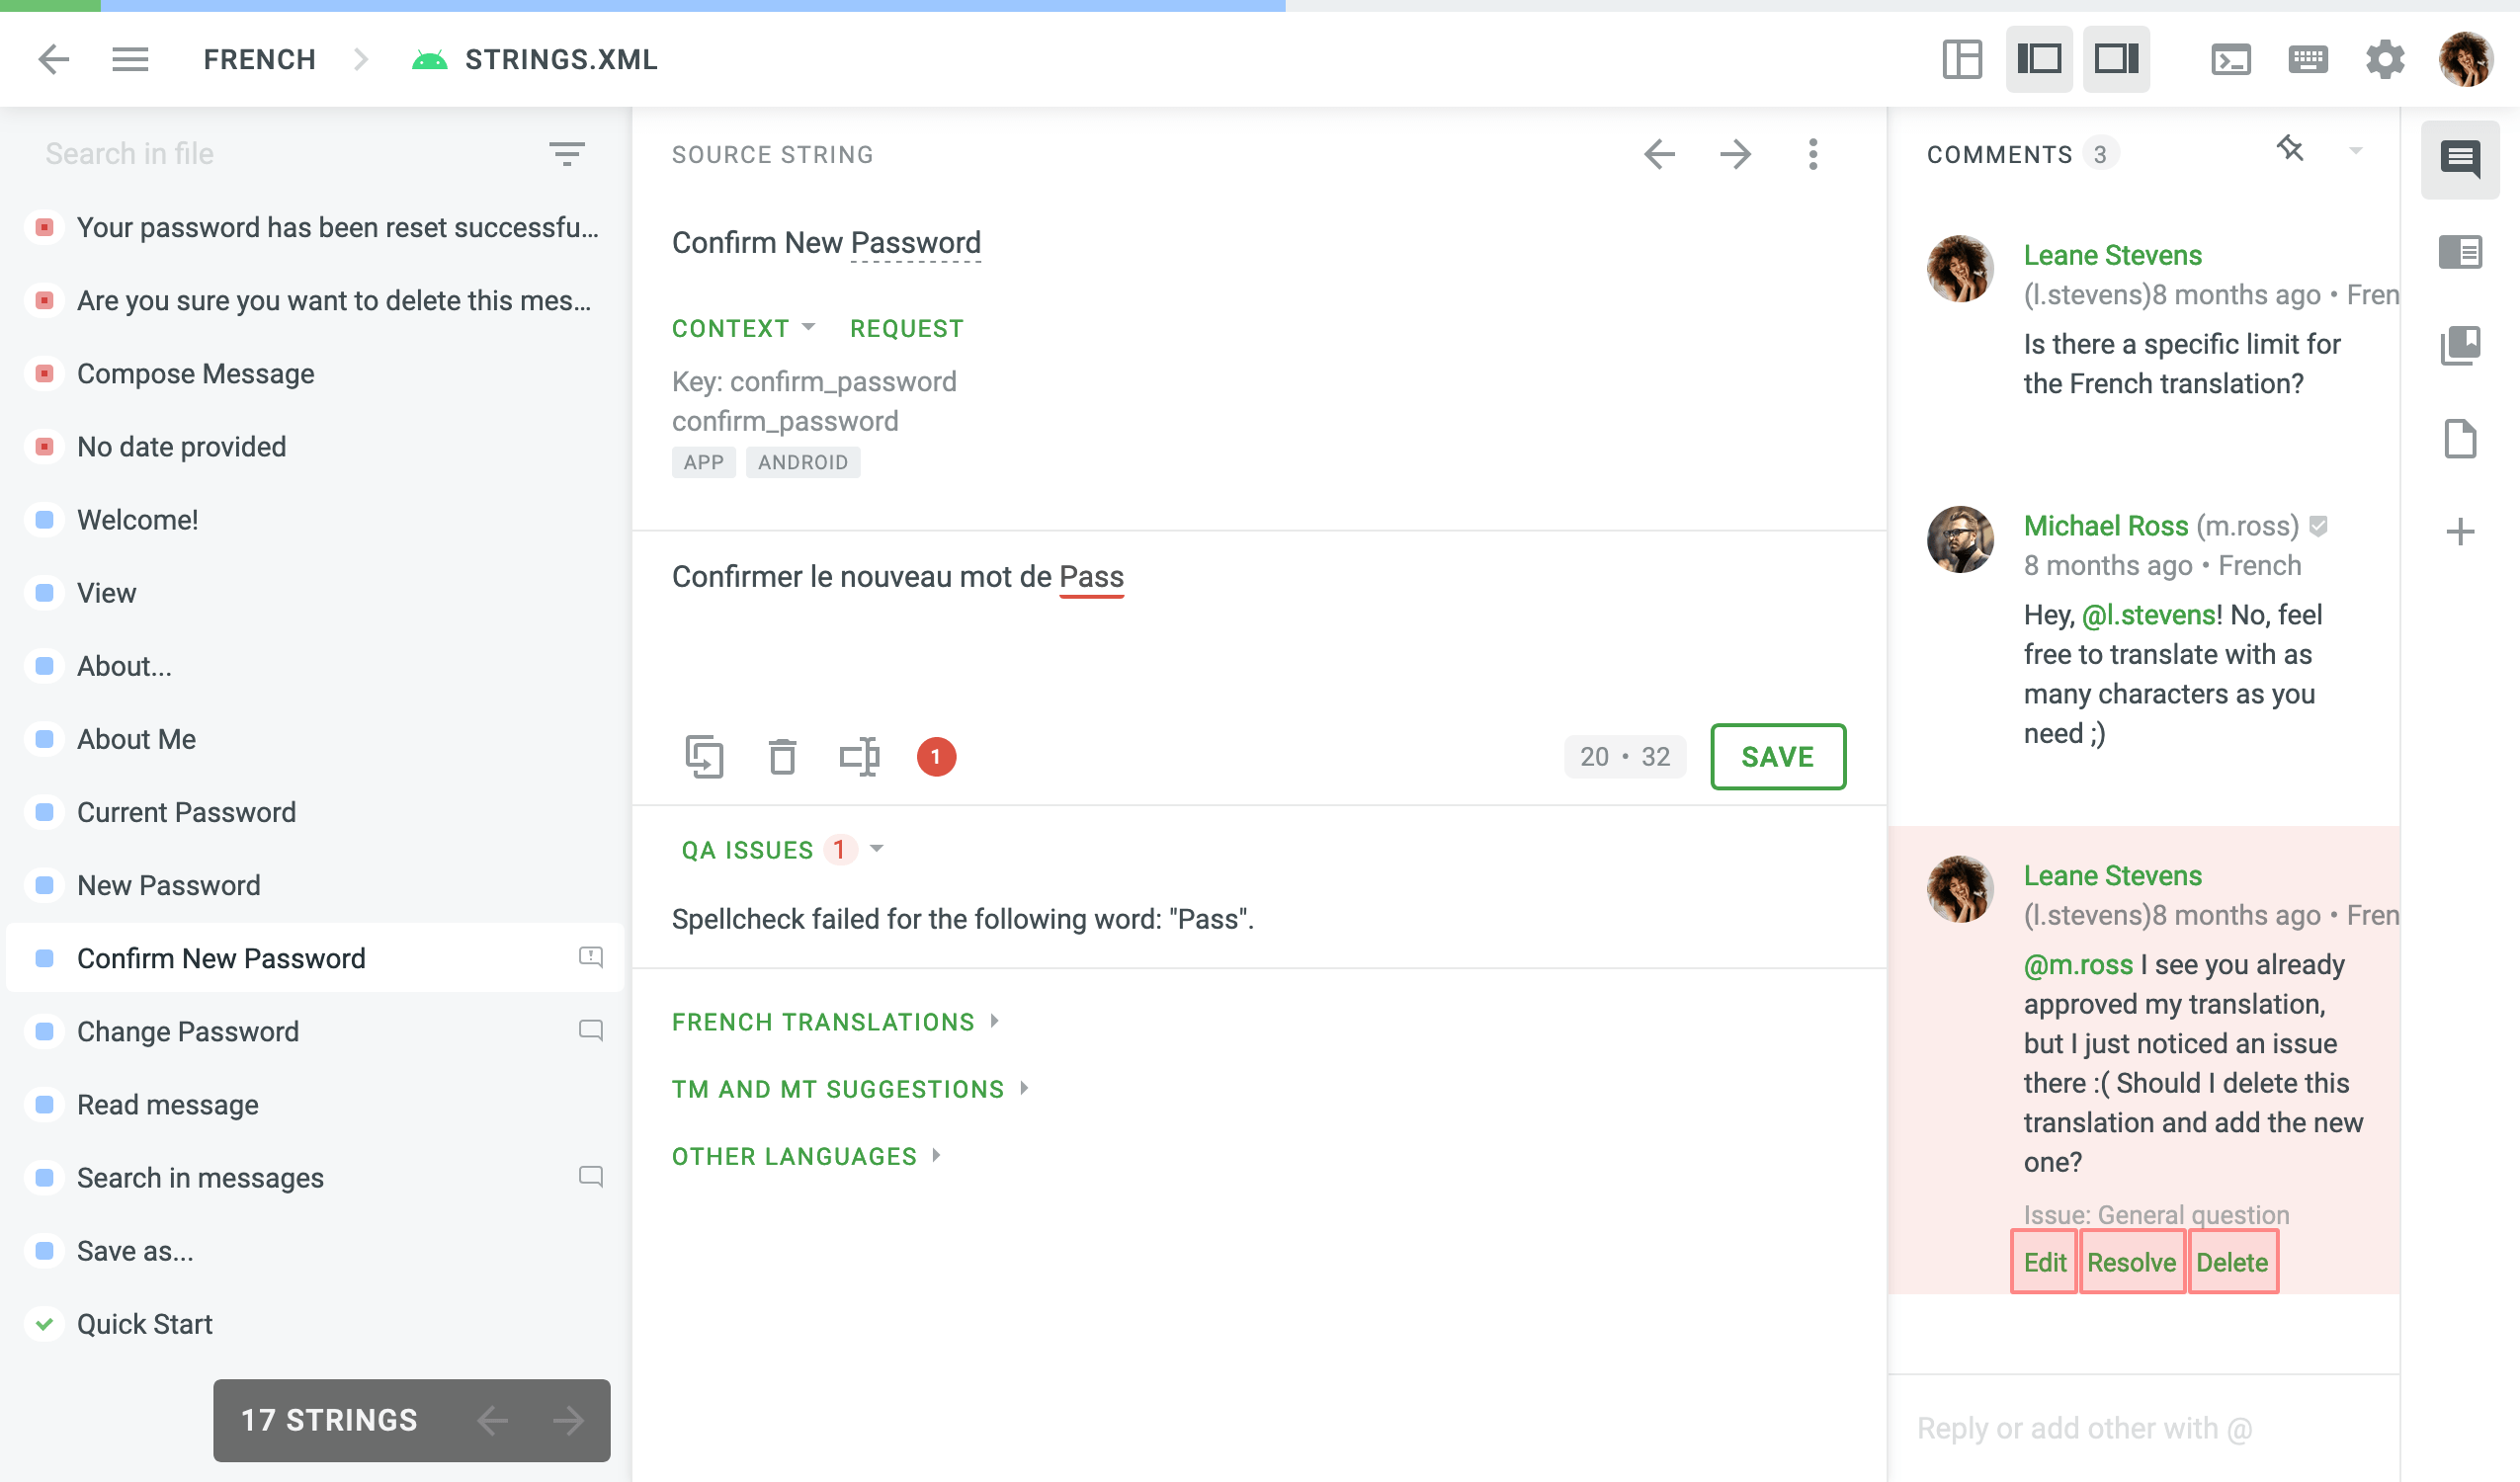 FRENCH
STRINGS.XML
Search in file
Your password has been reset successfu...
Are you sure you want to delete this mes...
Compose Message
No date provided
Welcome!
View
About...
About Me
Current Password
New Password
Confirm New Password
Change Password
Read message
Search in messages
Save as...
Quick Start
17 STRINGS
SOURCE STRING
Confirm New Password
CONTEXT REQUEST
Key: confirm_password
confirm_password
APP ANDROID
Confirmer le nouveau mot de Pass
1
20 • 32
SAVE
QA ISSUES 1
Spellcheck failed for the following word: "Pass".
FRENCH TRANSLATIONS
TM AND MT SUGGESTIONS
OTHER LANGUAGES
COMMENTS 3
Leane Stevens
(l.stevens)8 months ago • Fren
Is there a specific limit for
the French translation?
Michael Ross (m.ross)
8 months ago • French
Hey, @l.stevens! No, feel
free to translate with as
many characters as you
need ;)
Leane Stevens
(l.stevens)8 months ago • Fren
@m.ross I see you already
approved my translation,
but I just noticed an issue
there :( Should I delete this
translation and add the new
one?
Issue: General question
Edit Resolve Delete
Reply or add other with @